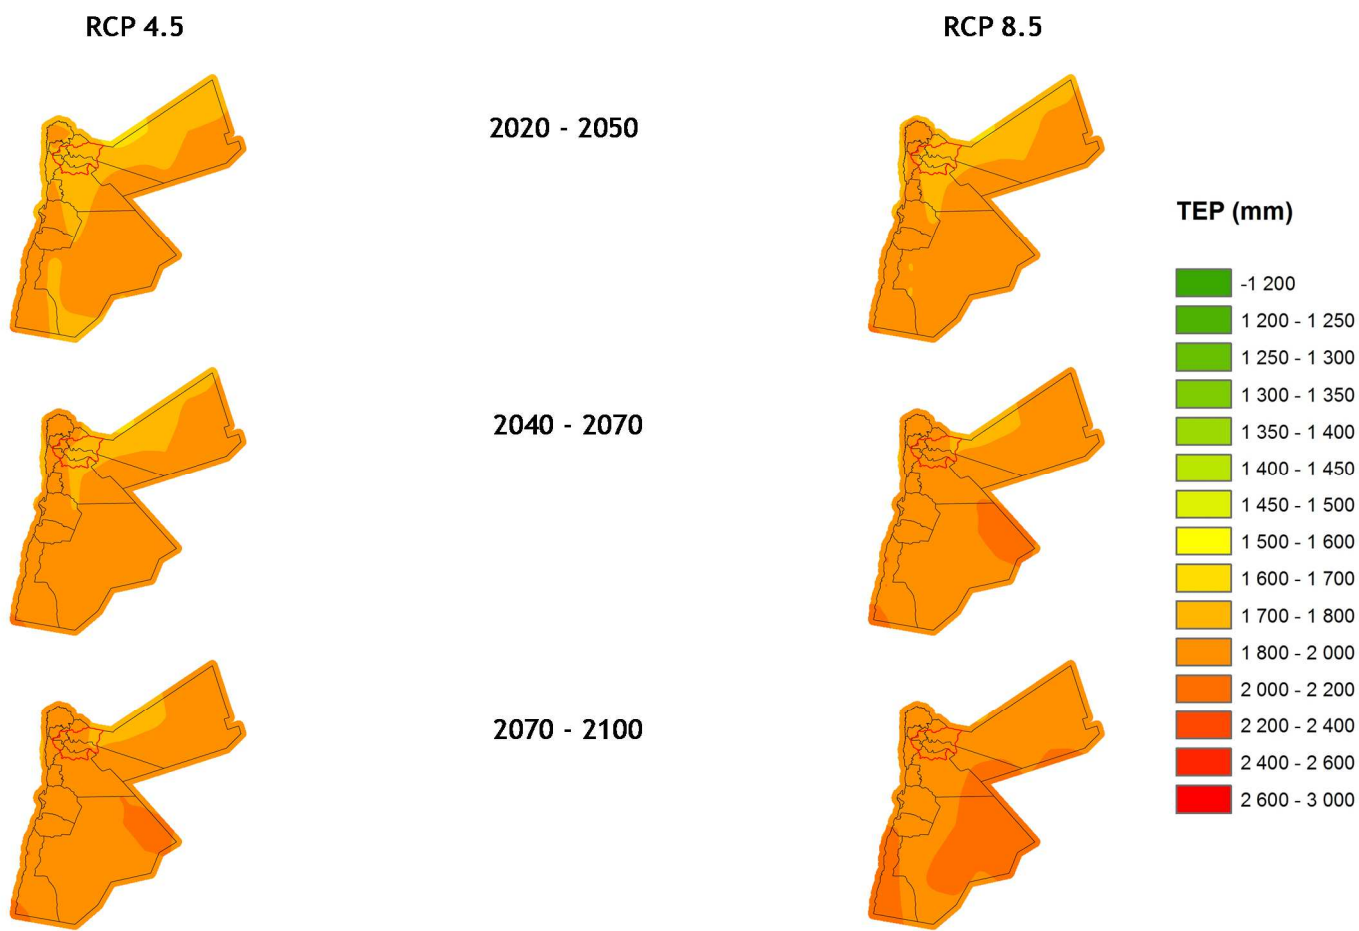 RCP 4.5
RCP 8.5
2020 - 2050
2040 - 2070
2070 - 2100
TEP (mm)
-1 200
1 200 - 1 250
1 250 - 1 300
1 300 - 1 350
1 350 - 1 400
1 400 - 1 450
1 450 - 1 500
1 500 - 1 600
1 600 - 1 700
1 700 - 1 800
1 800 - 2 000
2 000 - 2 200
2 200 - 2 400
2 400 - 2 600
2 600 - 3 000